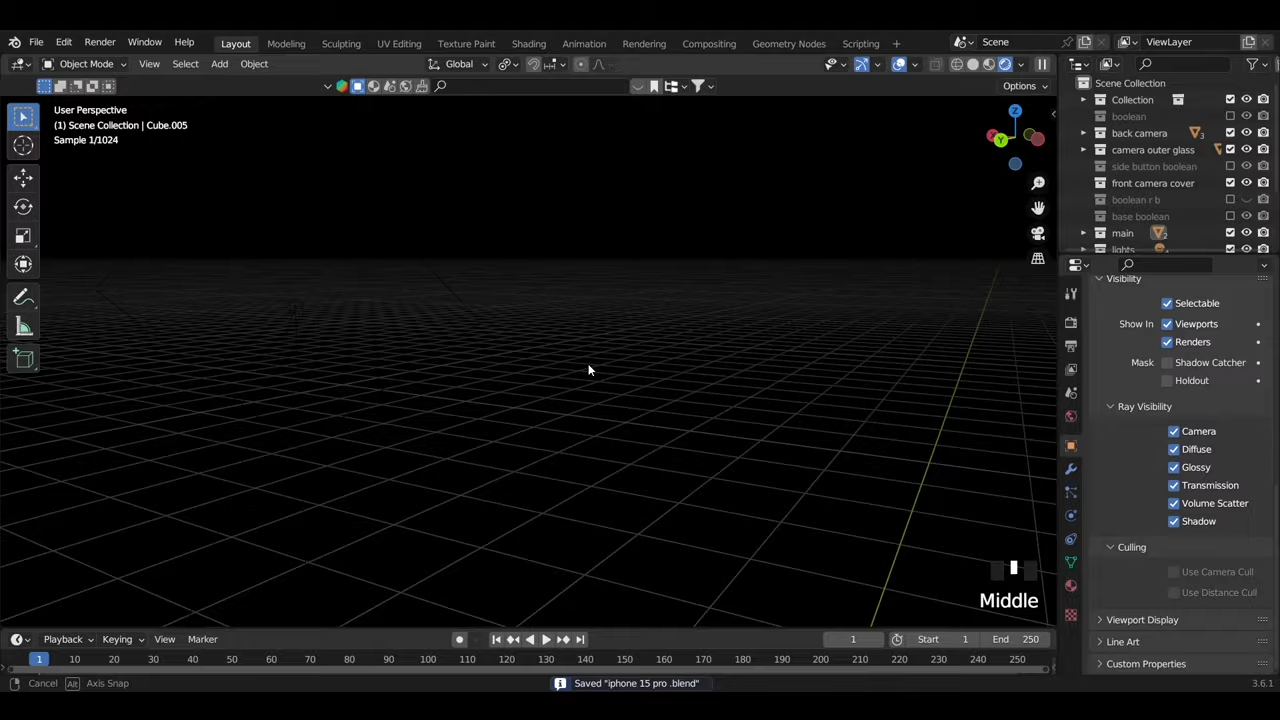 File Edit Render Window Help Layout Modeling Sculpting UV Editing Texture Paint Shading Animation Rendering Compositing Geometry Nodes Scripting + Scene ViewLayer
Object Mode View Select Add Object Global
Options
User Perspective
(1) Scene Collection | Cube.005
Sample 1/1024
Z
Y
Scene Collection
Collection
boolean
back camera 3
camera outer glass
side button boolean
front camera cover
boolean r b
base boolean
main 2
lights
Visibility
Selectable
Show In Viewports
Renders
Mask Shadow Catcher
Holdout
Ray Visibility
Camera
Diffuse
Glossy
Transmission
Volume Scatter
Shadow
Culling
Use Camera Cull
Use Distance Cull
Viewport Display
Line Art
Custom Properties
Middle
Playback Keying View Marker 1 Start 1 End 250
1 10 20 30 40 50 60 70 80 90 100 110 120 130 140 150 160 170 180 190 200 210 220 230 240 250
Cancel Alt Axis Snap Saved "iphone 15 pro .blend" 3.6.1